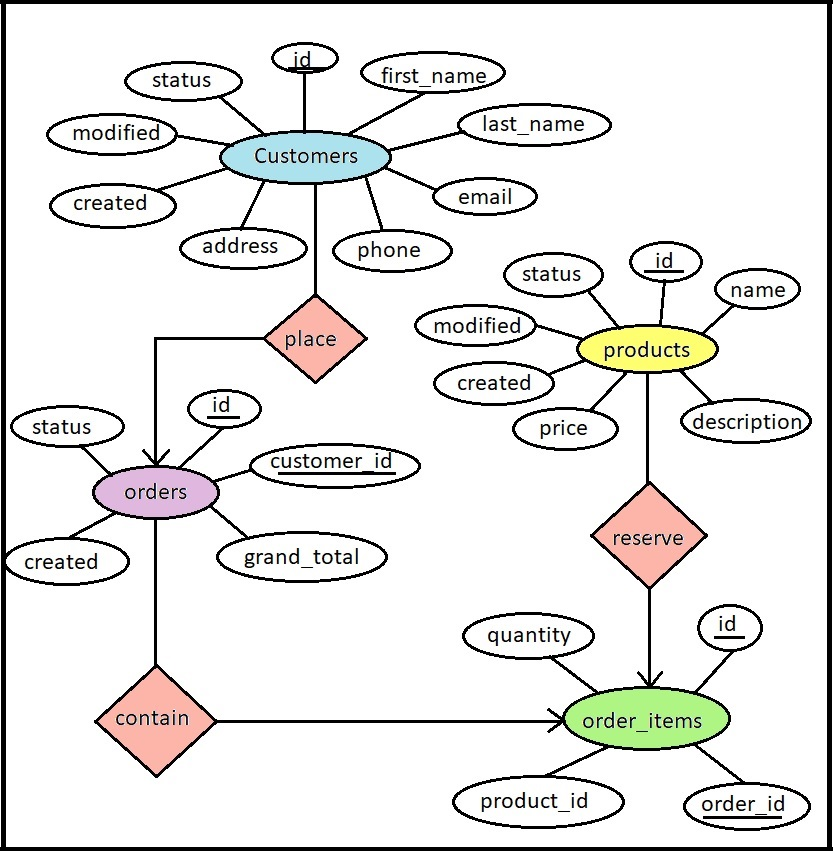 id
first_name
status
last_name
modified
Customers
email
created
address
phone
id
status
name
modified
place
products
created
id
price
description
status
customer_id
orders
reserve
created
grand_total
quantity
id
contain
order_items
product_id
order_id